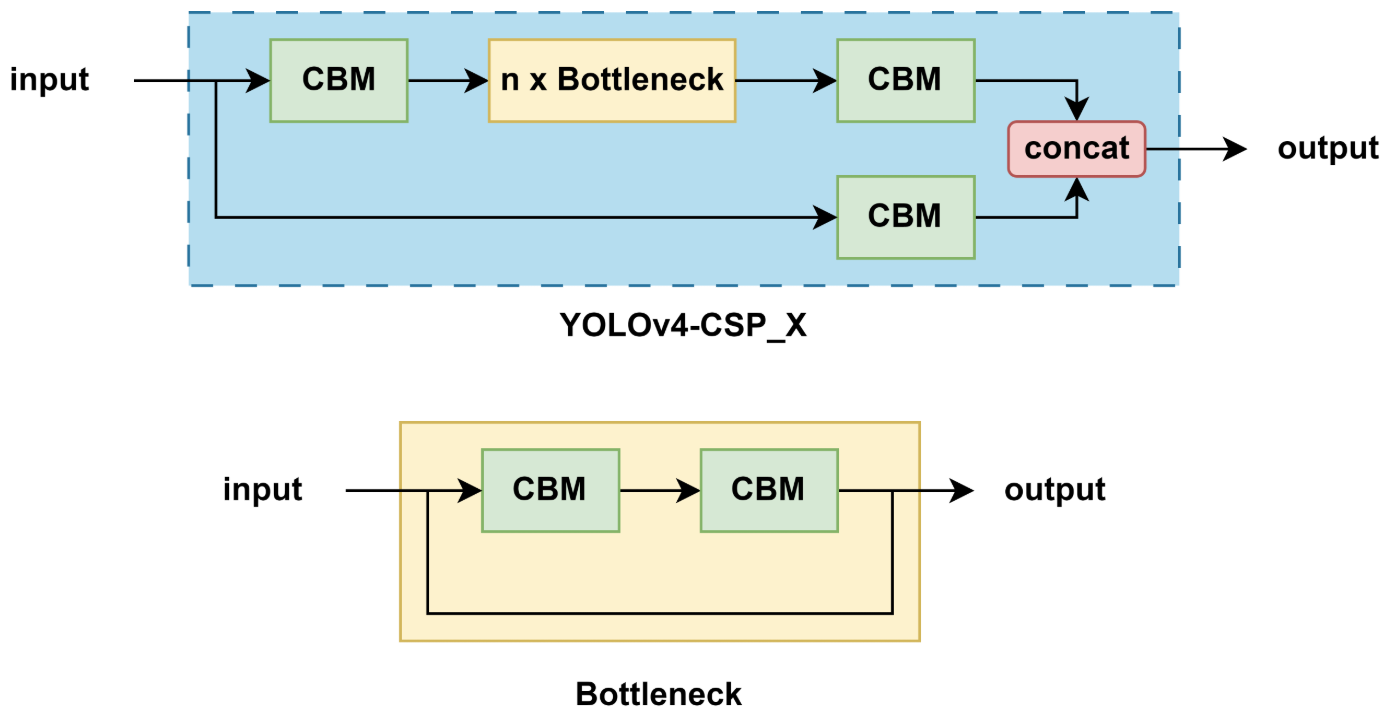 input
CBM
n x Bottleneck
CBM
concat
output
CBM
YOLOv4-CSP_X
input
CBM
CBM
output
Bottleneck